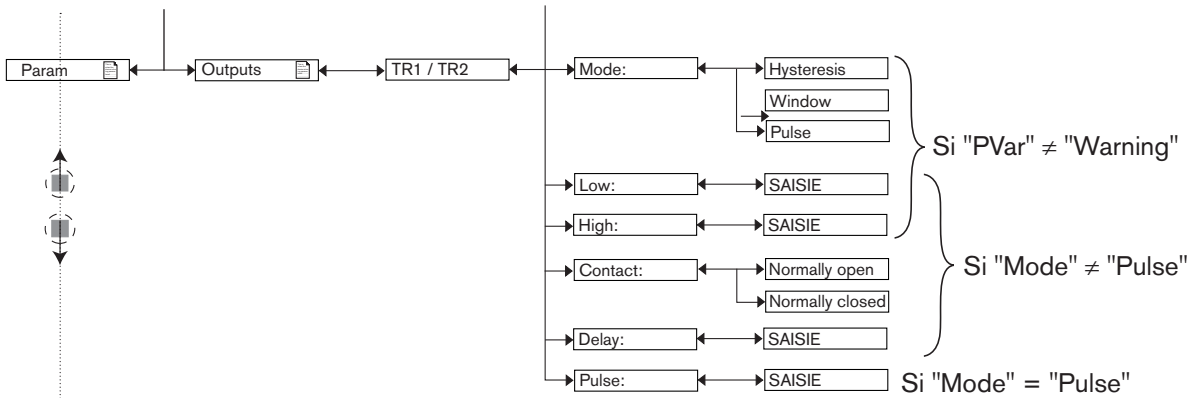 Param
Outputs
TR1 / TR2
Mode:
Hysteresis
Window
Pulse
Si "PVar" ≠ "Warning"
Low:
SAISIE
High:
SAISIE
Si "Mode" ≠ "Pulse"
Contact:
Normally open
Normally closed
Delay:
SAISIE
Pulse:
SAISIE
Si "Mode" = "Pulse"